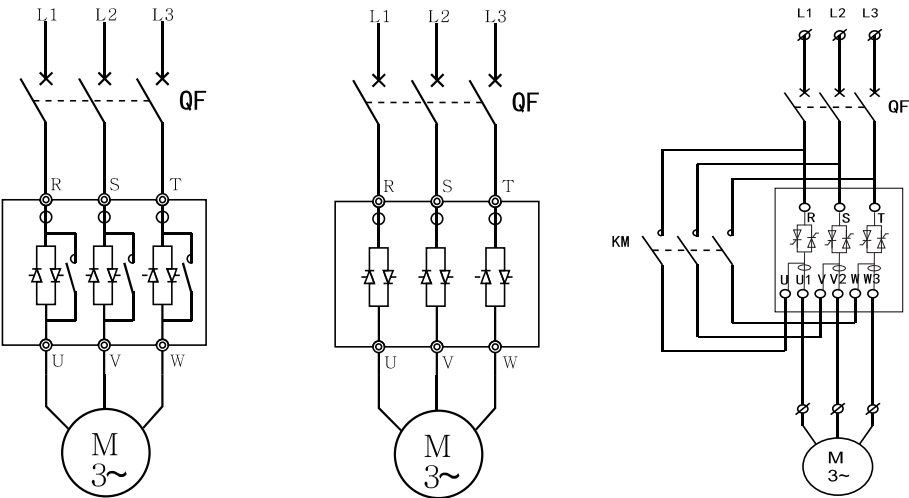 L1 L2 L3
QF
R S T
U V W
M
3~
L1 L2 L3
QF
R S T
U V W
M
3~
L1 L2 L3
QF
KM
R S T
U U1 V V2 W W3
M
3~